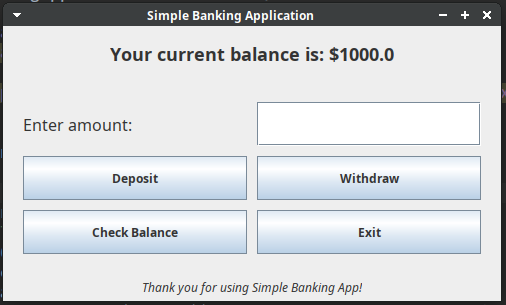 Simple Banking Application
Your current balance is: $1000.0
Enter amount:
Deposit
Withdraw
Check Balance
Exit
Thank you for using Simple Banking App!